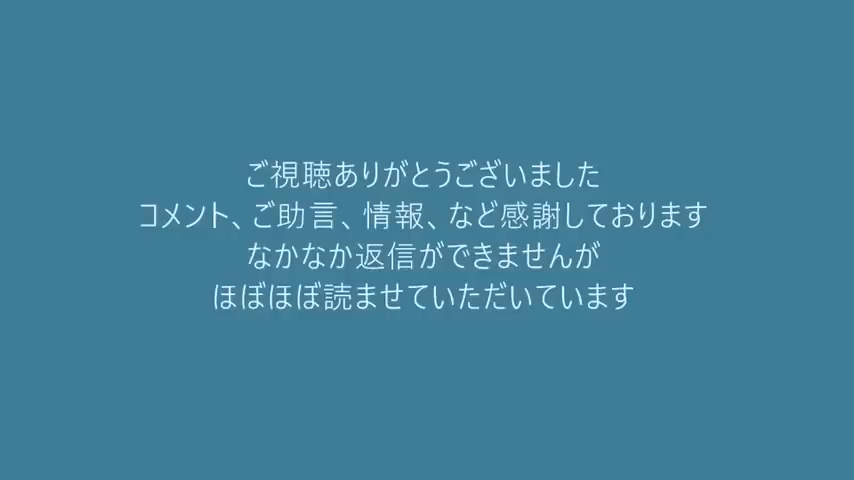 ご視聴ありがとうございました
コメント、ご助言、情報、など感謝しております
なかなか返信ができませんが
ほぼほぼ読ませていただいています